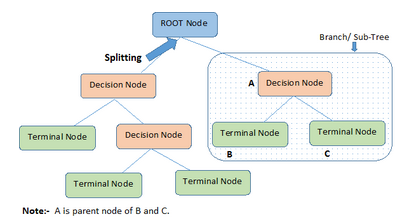 ROOT Node
Branch/ Sub-Tree
Splitting
Decision Node
A
Decision Node
Terminal Node
Decision Node
Terminal Node
Terminal Node
B
C
Terminal Node
Terminal Node
Note:- A is parent node of B and C.